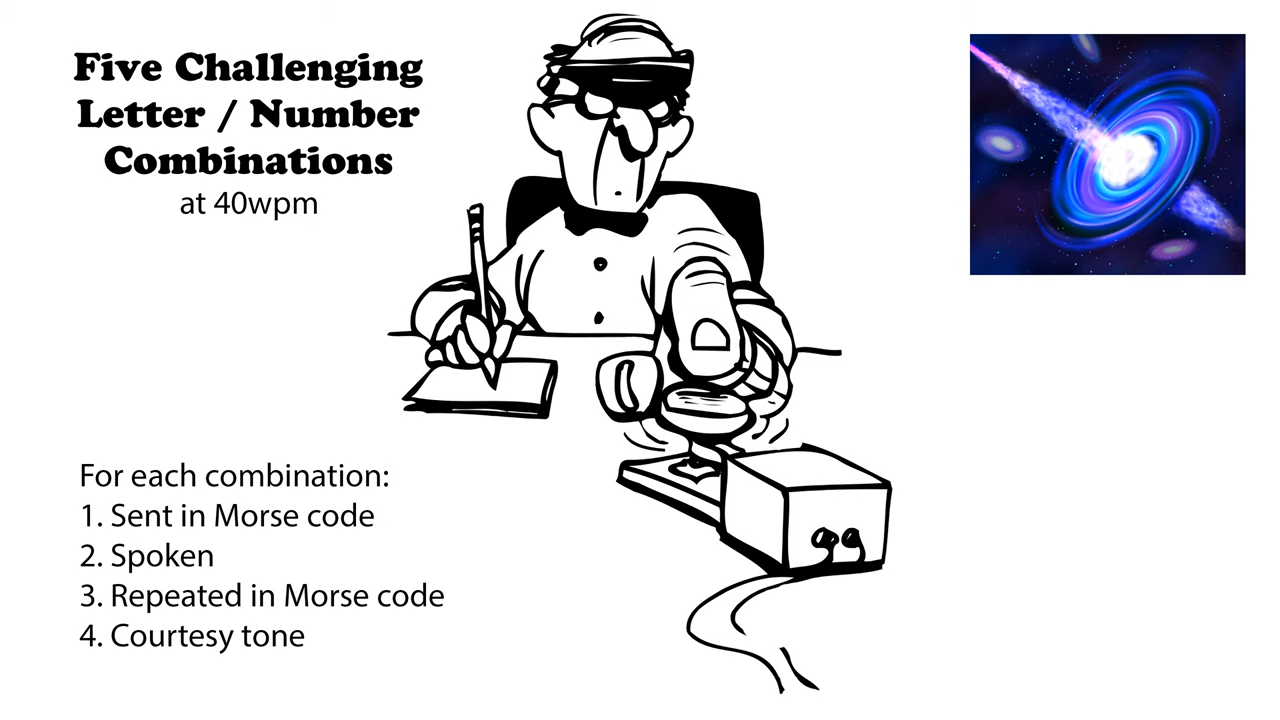 Five Challenging
Letter / Number
Combinations
at 40wpm
For each combination:
1. Sent in Morse code
2. Spoken
3. Repeated in Morse code
4. Courtesy tone